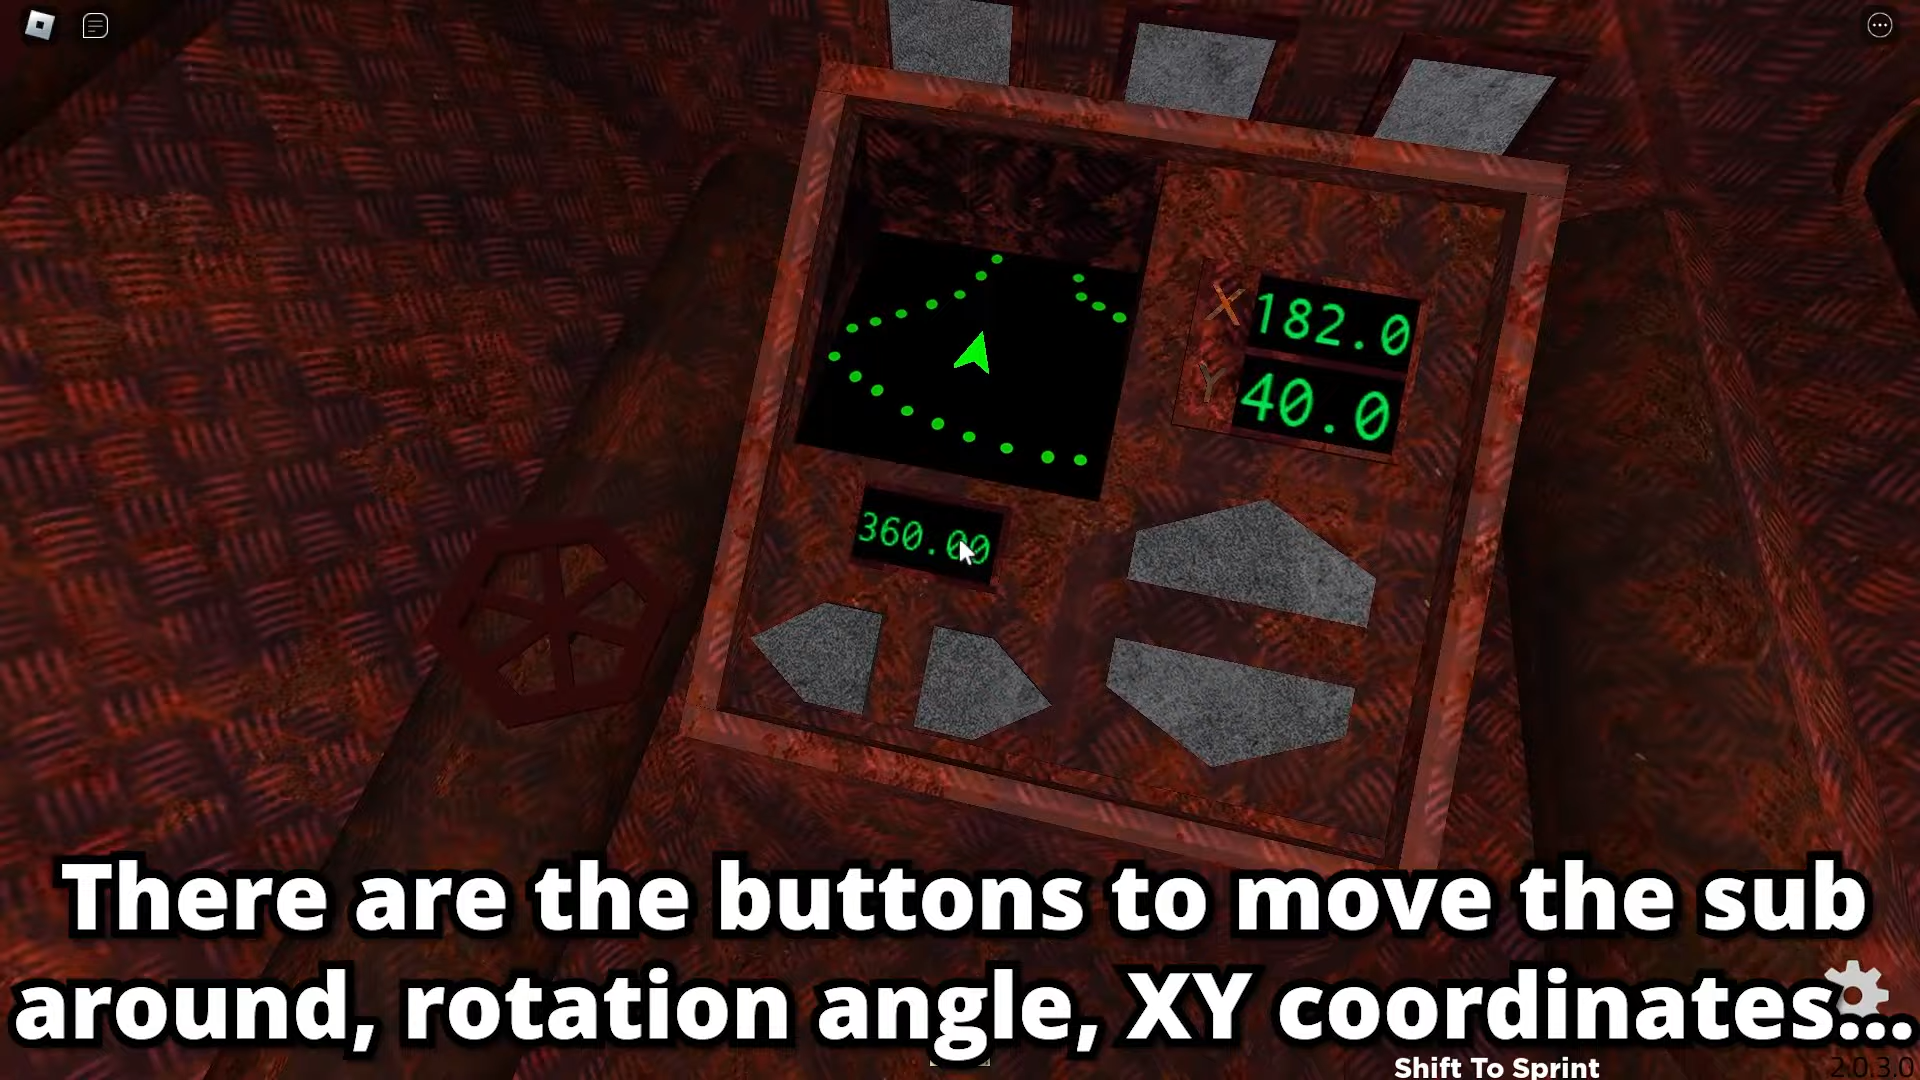 X 182.0
Y 40.0
360.00
There are the buttons to move the sub
around, rotation angle, XY coordinates...
Shift To Sprint
2.0.3.0